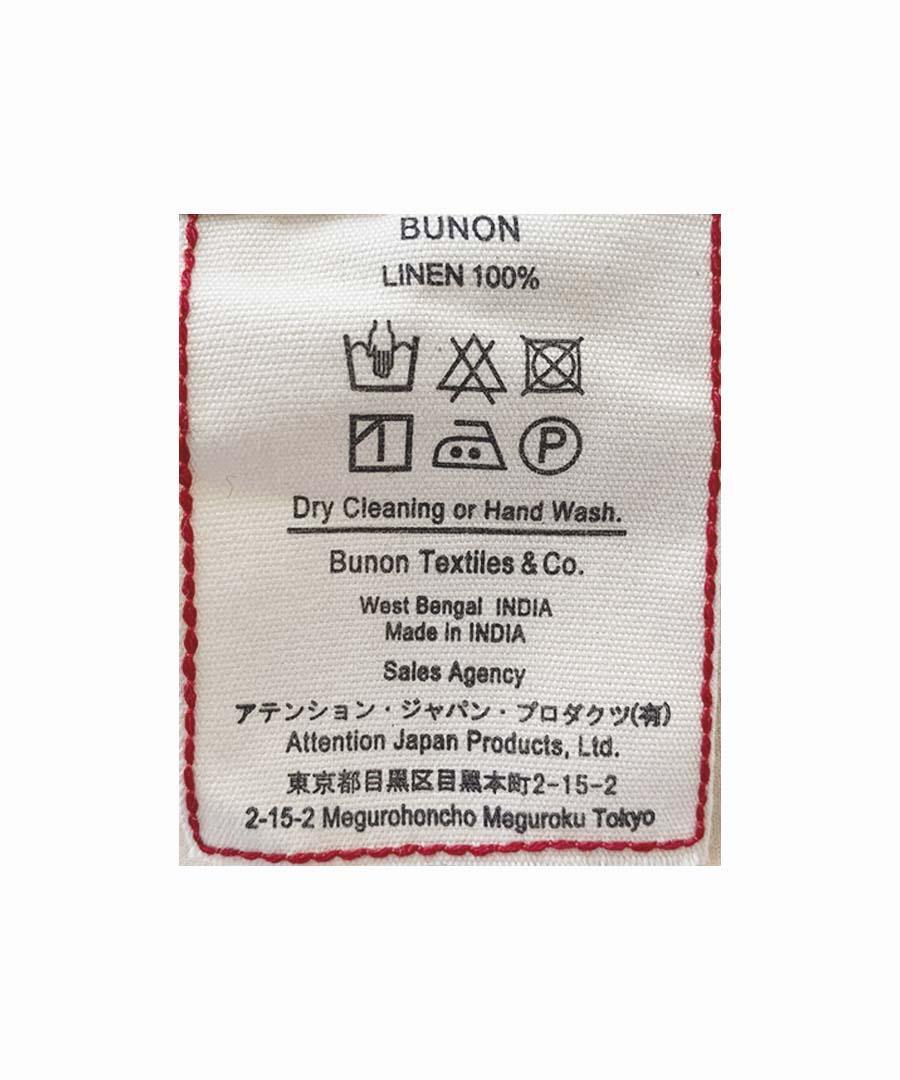 BUNON
LINEN 100%
P
Dry Cleaning or Hand Wash.
Bunon Textiles & Co.
West Bengal INDIA
Made in INDIA
Sales Agency
アテンション・ジャパン・プロダクツ(有)
Attention Japan Products, Ltd.
東京都目黒区目黒本町2-15-2
2-15-2 Megurohoncho Meguroku Tokyo